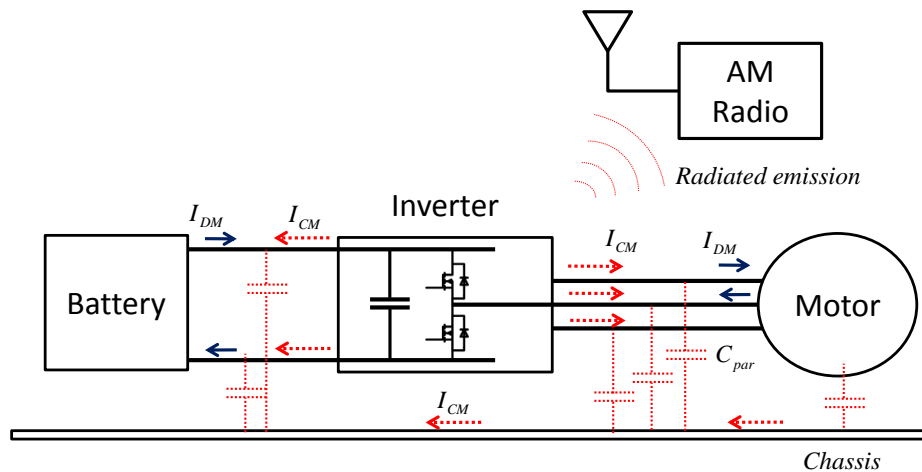 AM
Radio
Radiated emission
Inverter
I_DM
I_CM
I_CM
I_DM
Battery
Motor
C_par
I_CM
Chassis